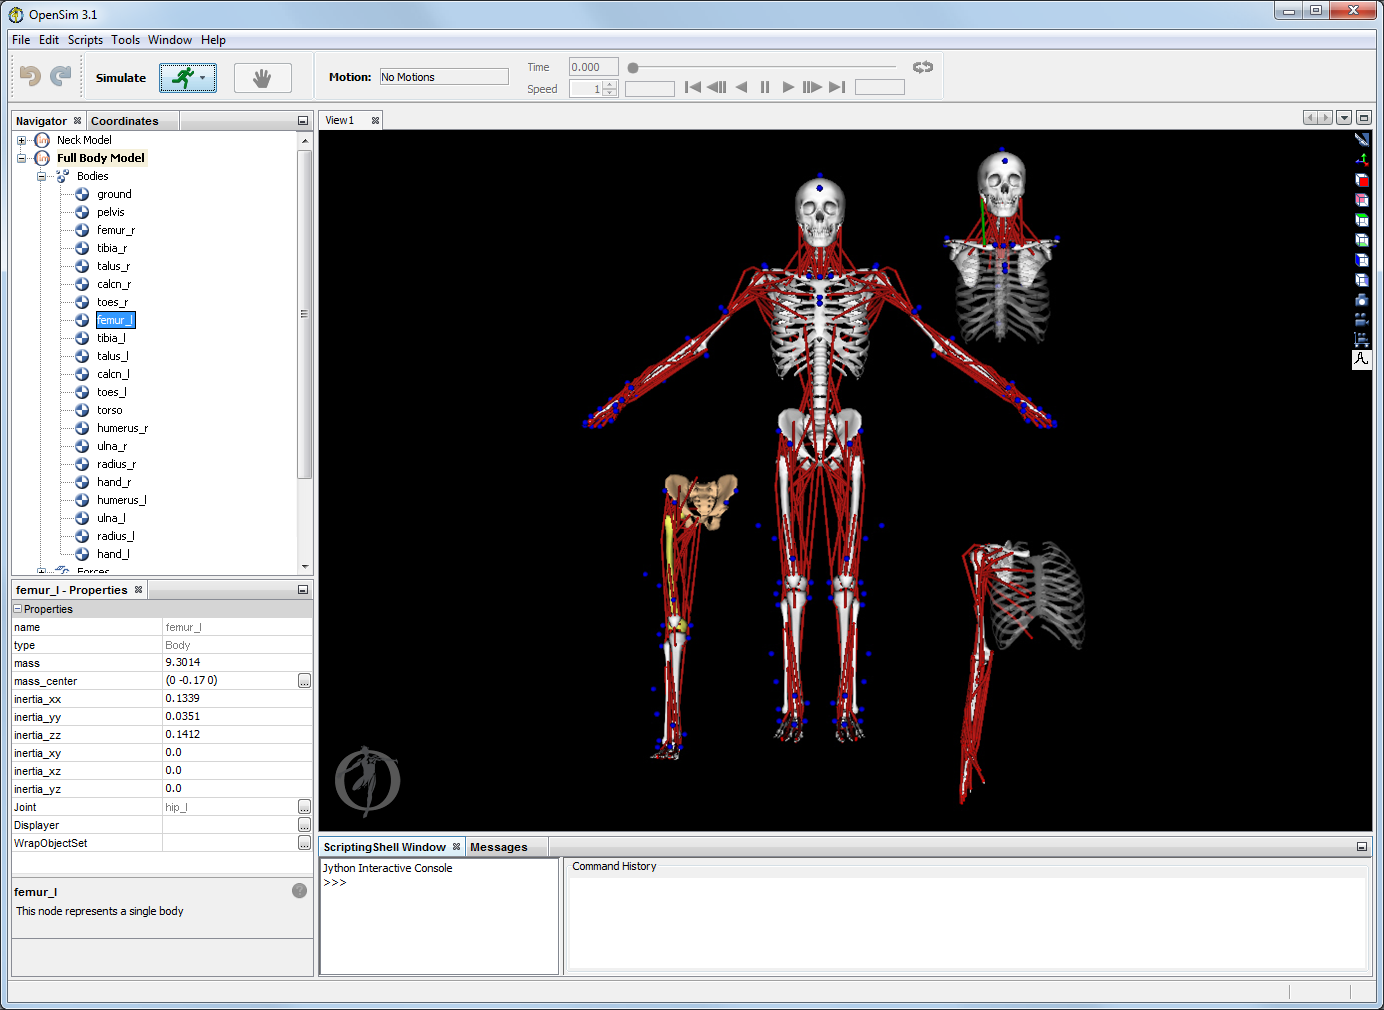 OpenSim 3.1
File Edit Scripts Tools Window Help
Simulate
Motion: No Motions
Time 0.000
Speed 1
Navigator Coordinates
View1
Neck Model
Full Body Model
Bodies
ground
pelvis
femur_r
tibia_r
talus_r
calcn_r
toes_r
femur_l
tibia_l
talus_l
calcn_l
toes_l
torso
humerus_r
ulna_r
radius_r
hand_r
humerus_l
ulna_l
radius_l
hand_l
Forces
femur_l - Properties
Properties
name femur_l
type Body
mass 9.3014
mass_center (0 -0.17 0) ...
inertia_xx 0.1339
inertia_yy 0.0351
inertia_zz 0.1412
inertia_xy 0.0
inertia_xz 0.0
inertia_yz 0.0
Joint hip_l ...
Displayer ...
WrapObjectSet ...
femur_l ?
This node represents a single body
ScriptingShell Window Messages
Jython Interactive Console
>>>
Command History